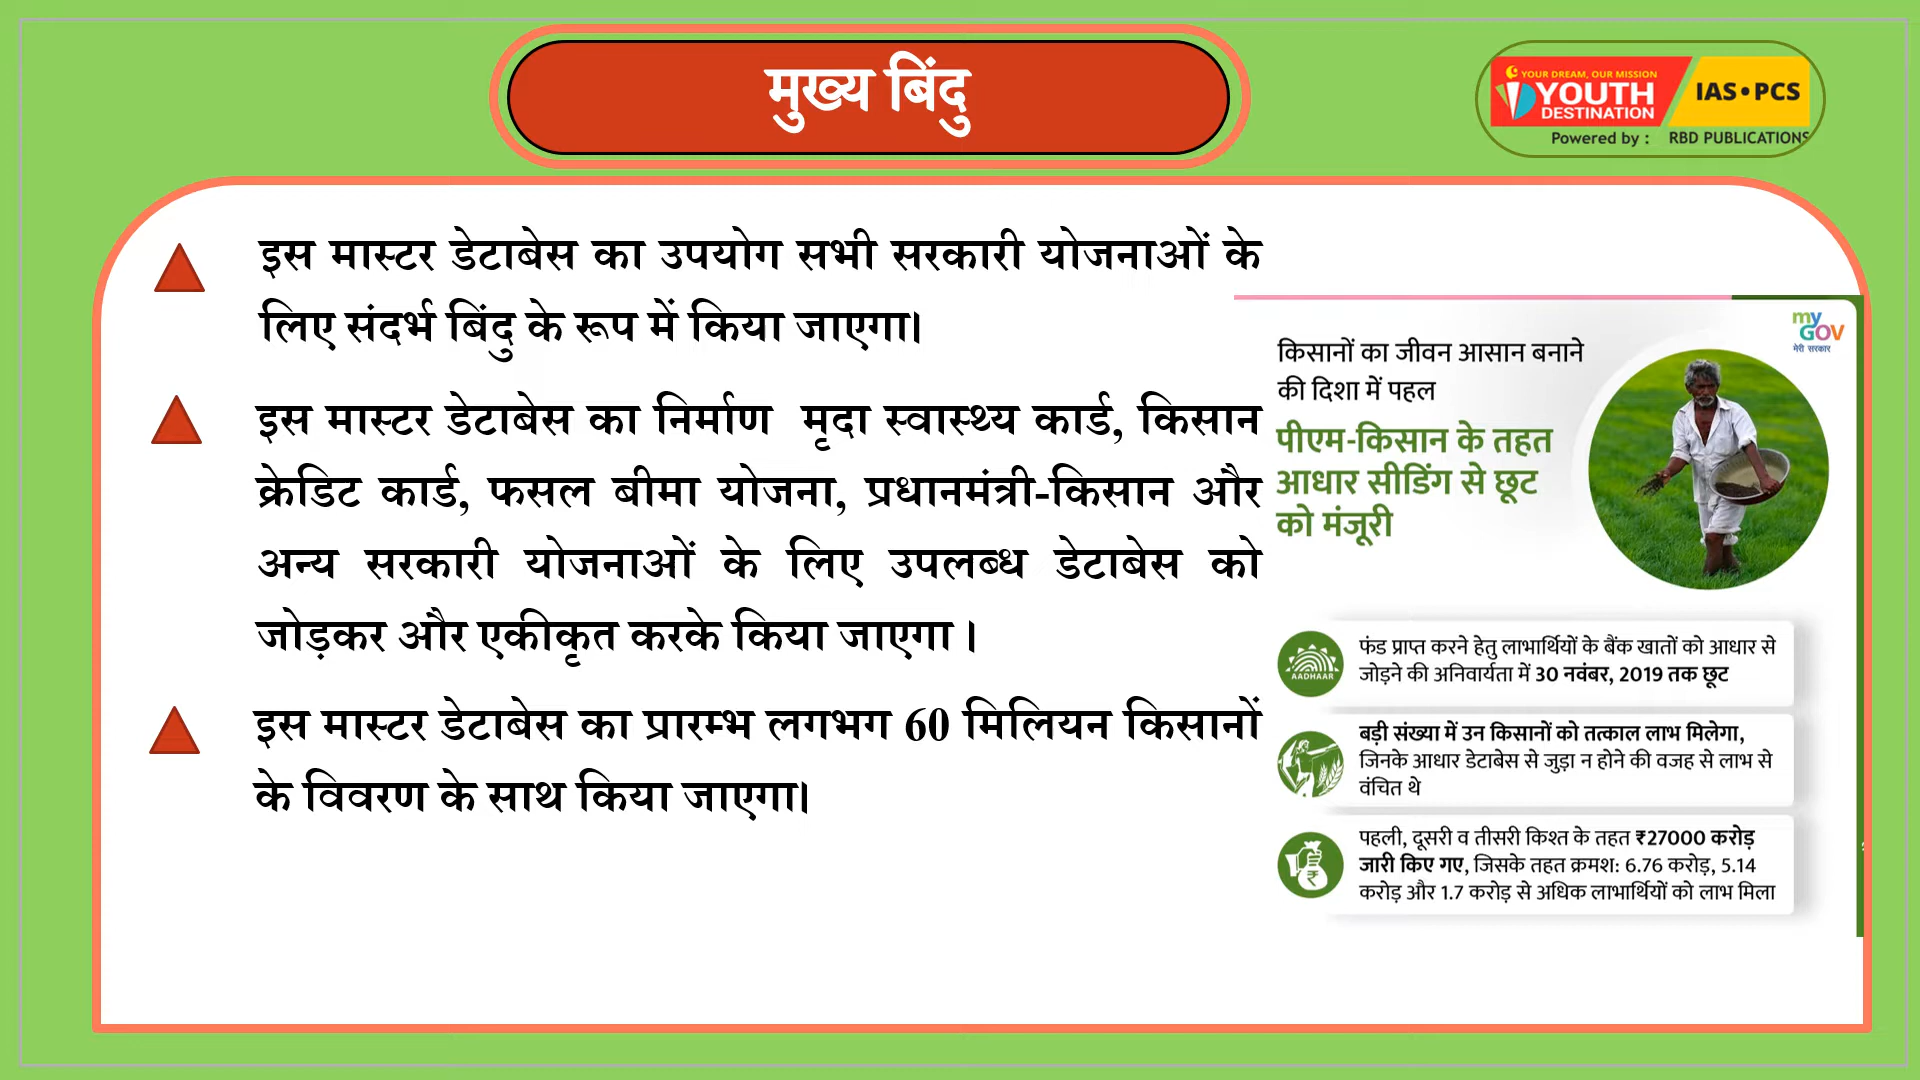 मुख्य बिंदु
YOUR DREAM, OUR MISSION
YOUTH
DESTINATION
IAS•PCS
Powered by : RBD PUBLICATIONS
इस मास्टर डेटाबेस का उपयोग सभी सरकारी योजनाओं के
लिए संदर्भ बिंदु के रूप में किया जाएगा।
इस मास्टर डेटाबेस का निर्माण मृदा स्वास्थ्य कार्ड, किसान
क्रेडिट कार्ड, फसल बीमा योजना, प्रधानमंत्री-किसान और
अन्य सरकारी योजनाओं के लिए उपलब्ध डेटाबेस को
जोड़कर और एकीकृत करके किया जाएगा ।
इस मास्टर डेटाबेस का प्रारम्भ लगभग 60 मिलियन किसानों
के विवरण के साथ किया जाएगा।
my
GOV
मेरी सरकार
किसानों का जीवन आसान बनाने
की दिशा में पहल
पीएम-किसान के तहत
आधार सीडिंग से छूट
को मंजूरी
AADHAAR
फंड प्राप्त करने हेतु लाभार्थियों के बैंक खातों को आधार से
जोड़ने की अनिवार्यता में 30 नवंबर, 2019 तक छूट
बड़ी संख्या में उन किसानों को तत्काल लाभ मिलेगा,
जिनके आधार डेटाबेस से जुड़ा न होने की वजह से लाभ से
वंचित थे
पहली, दूसरी व तीसरी किश्त के तहत ₹27000 करोड़
जारी किए गए, जिसके तहत क्रमश: 6.76 करोड़, 5.14
करोड़ और 1.7 करोड़ से अधिक लाभार्थियों को लाभ मिला